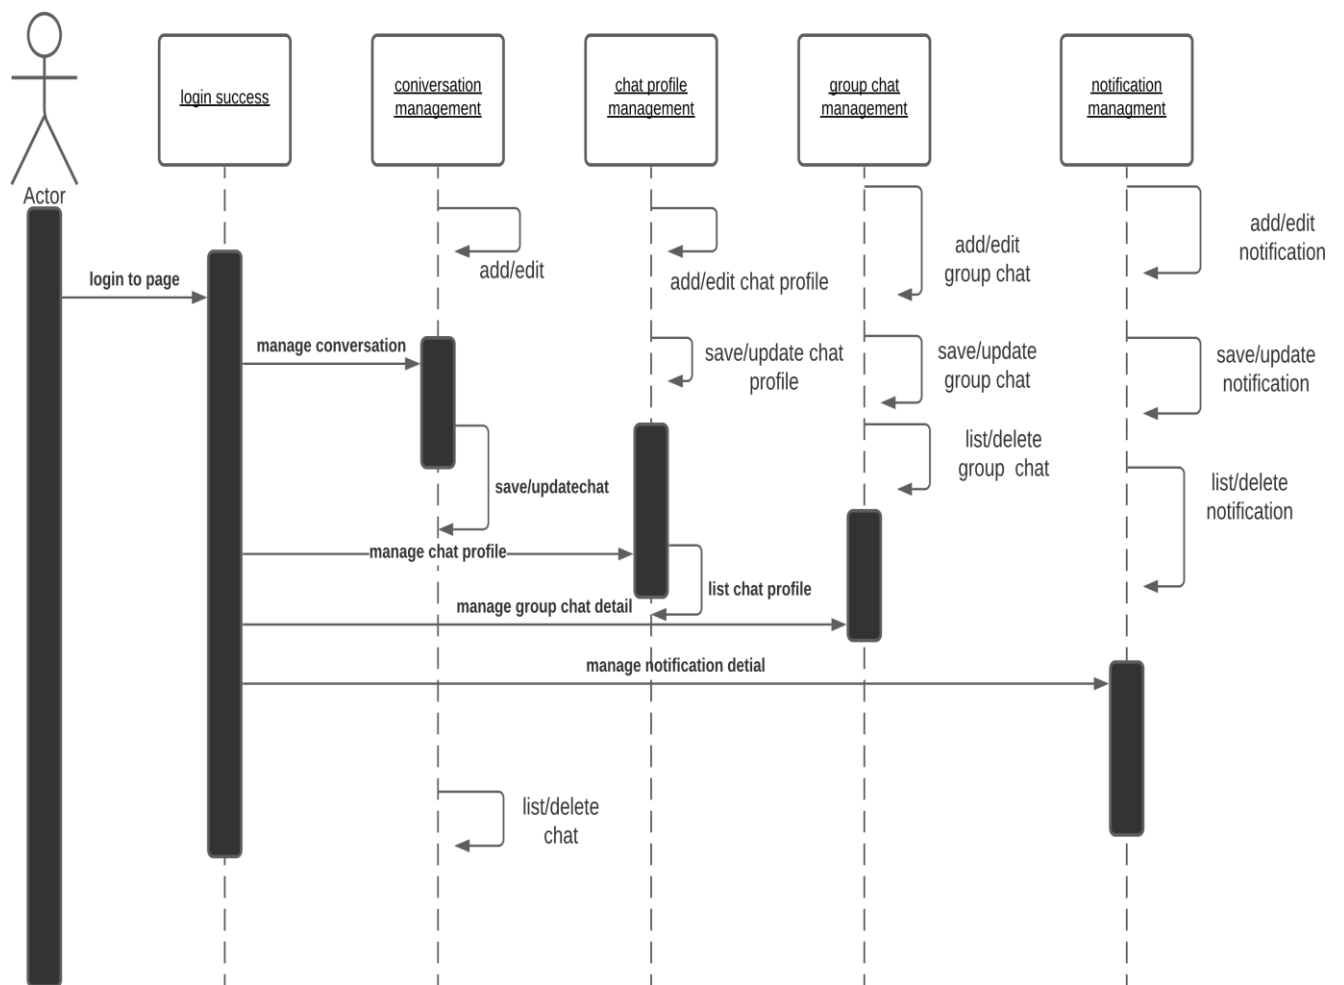 login success
coniversation
management
chat profile
management
group chat
management
notification
managment
Actor
add/edit
notification
add/edit
group chat
add/edit
add/edit chat profile
login to page
manage conversation
save/update chat
profile
save/update
group chat
save/update
notification
list/delete
group chat
save/updatechat
list/delete
notification
manage chat profile
list chat profile
manage group chat detail
manage notification detial
list/delete
chat